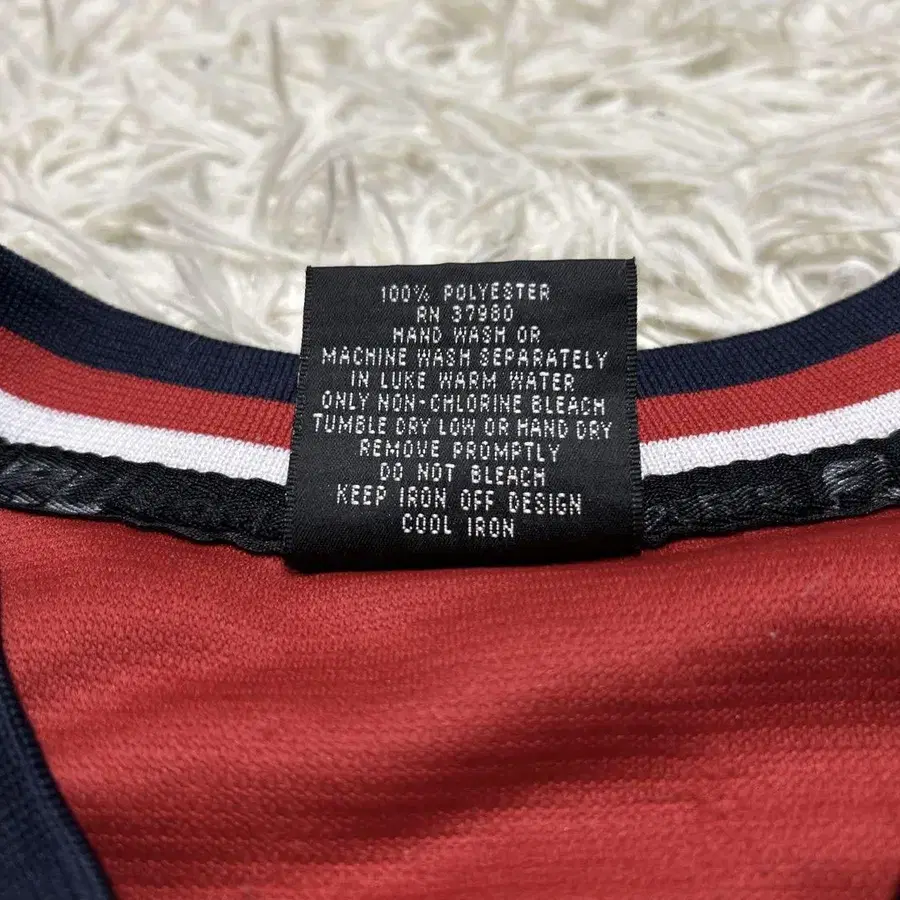 100% POLYESTER
RN 37980
HAND WASH OR
MACHINE WASH SEPARATELY
IN LUKE WARM WATER
ONLY NON-CHLORINE BLEACH
TUMBLE DRY LOW OR HAND DRY
REMOVE PROMPTLY
DO NOT BLEACH
KEEP IRON OFF DESIGN
COOL IRON